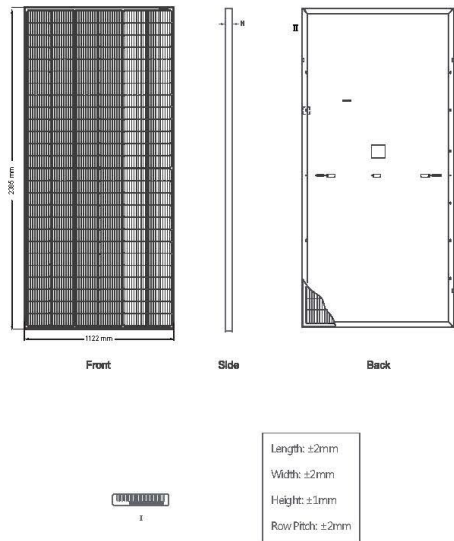 H
II
2385 mm
1122 mm
Front
Side
Back
I
Length: ±2mm
Width: ±2mm
Height: ±1mm
Row Pitch: ±2mm